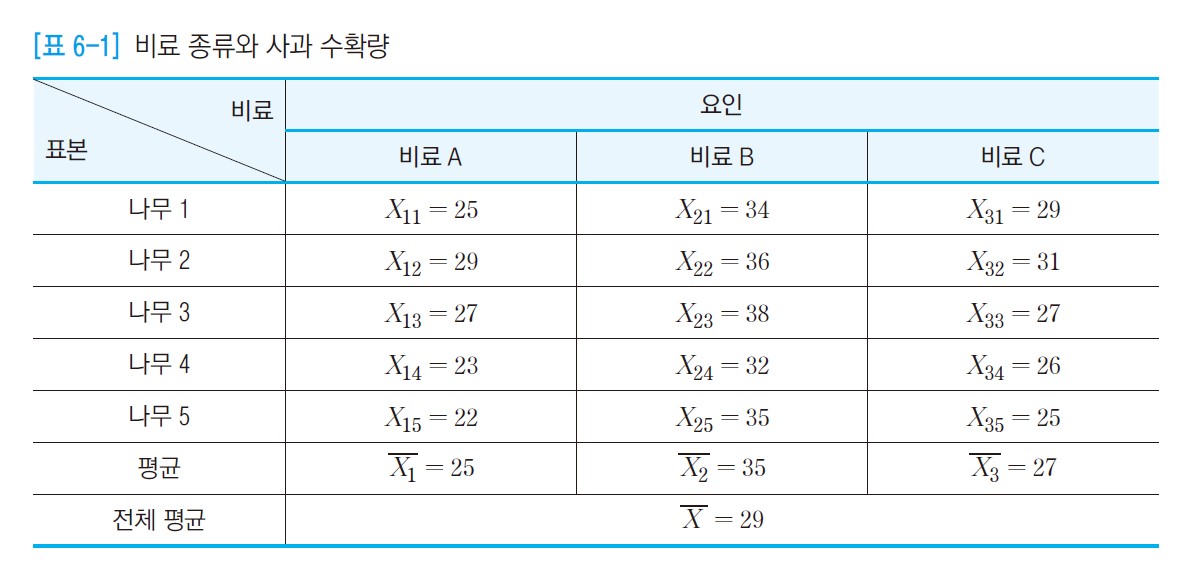 [표 6-1] 비료 종류와 사과 수확량
비료 요인
표본 비료 A 비료 B 비료 C
나무 1 X₁₁ = 25 X₂₁ = 34 X₃₁ = 29
나무 2 X₁₂ = 29 X₂₂ = 36 X₃₂ = 31
나무 3 X₁₃ = 27 X₂₃ = 38 X₃₃ = 27
나무 4 X₁₄ = 23 X₂₄ = 32 X₃₄ = 26
나무 5 X₁₅ = 22 X₂₅ = 35 X₃₅ = 25
평균 X̅₁ = 25 X̅₂ = 35 X̅₃ = 27
전체 평균 X̅ = 29